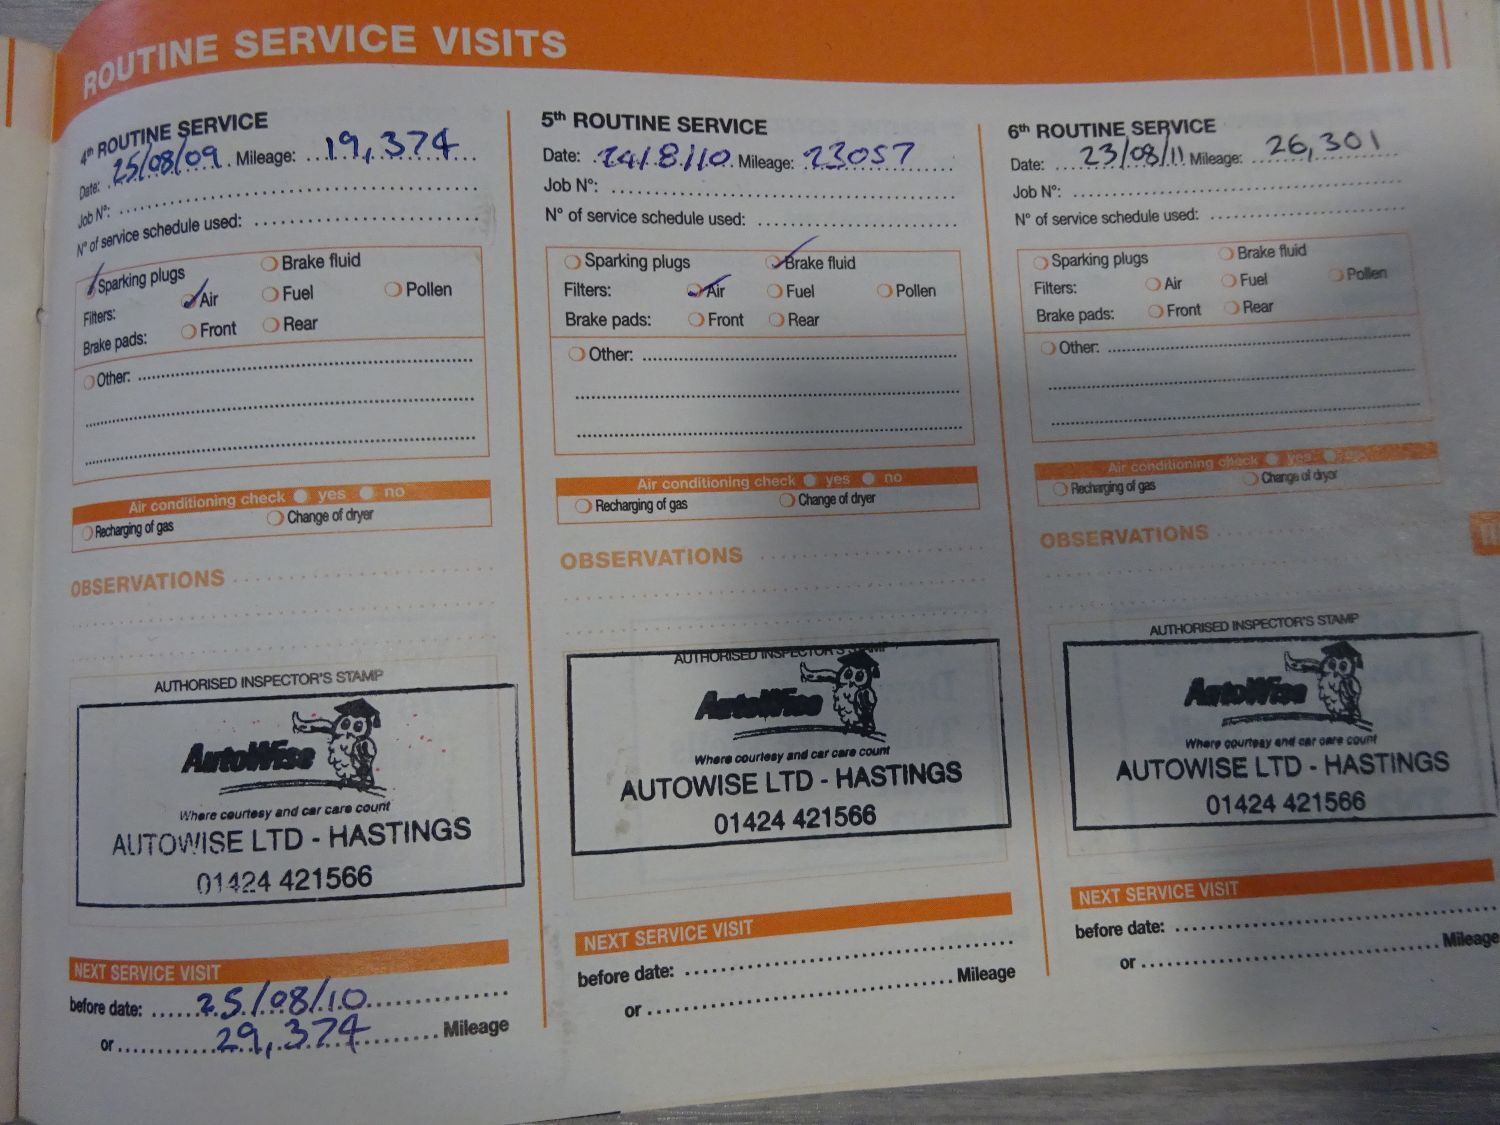 ROUTINE SERVICE VISITS
4th ROUTINE SERVICE
Date: 25/08/09 Mileage: 19,374
Job N°:
N° of service schedule used:
Sparking plugs
Brake fluid
Filters:
Air
Fuel
Pollen
Brake pads:
Front
Rear
Other:
Air conditioning check yes no
Recharging of gas
Change of dryer
OBSERVATIONS
AUTHORISED INSPECTOR'S STAMP
AutoWise
Where courtesy and car care count
AUTOWISE LTD - HASTINGS
01424 421566
NEXT SERVICE VISIT
before date: 25/08/10
or 29,374 Mileage
5th ROUTINE SERVICE
Date: 24/8/10 Mileage: 23057
Job N°:
N° of service schedule used:
Sparking plugs
Brake fluid
Filters:
Air
Fuel
Pollen
Brake pads:
Front
Rear
Other:
Air conditioning check yes no
Recharging of gas
Change of dryer
OBSERVATIONS
AUTHORISED INSPECTOR'S STAMP
AutoWise
Where courtesy and car care count
AUTOWISE LTD - HASTINGS
01424 421566
NEXT SERVICE VISIT
before date:
or Mileage
6th ROUTINE SERVICE
Date: 23/08/11 Mileage: 26,301
Job N°:
N° of service schedule used:
Sparking plugs
Brake fluid
Filters:
Air
Fuel
Pollen
Brake pads:
Front
Rear
Other:
Air conditioning check yes no
Recharging of gas
Change of dryer
OBSERVATIONS
AUTHORISED INSPECTOR'S STAMP
AutoWise
Where courtesy and car care count
AUTOWISE LTD - HASTINGS
01424 421566
NEXT SERVICE VISIT
before date:
or Mileage